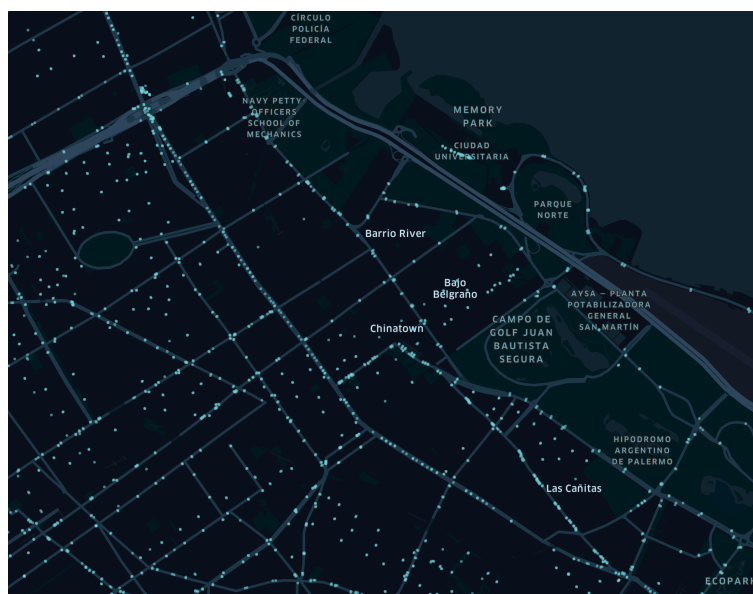 CÍRCULO
POLICÍA
FEDERAL
NAVY PETTY-
OFFICERS
SCHOOL OF
MECHANICS
MEMORY
PARK
CIUDAD
UNIVERSITARIA
PARQUE
NORTE
Barrio River
Bajo
Belgrano
AYSA – PLANTA
POTABILIZADORA
GENERAL
SAN MARTÍN
Chinatown
CAMPO DE
GOLF JUAN
BAUTISTA
SEGURA
HIPODROMO
ARGENTINO
DE PALERMO
Las Cañitas
ECOPARK